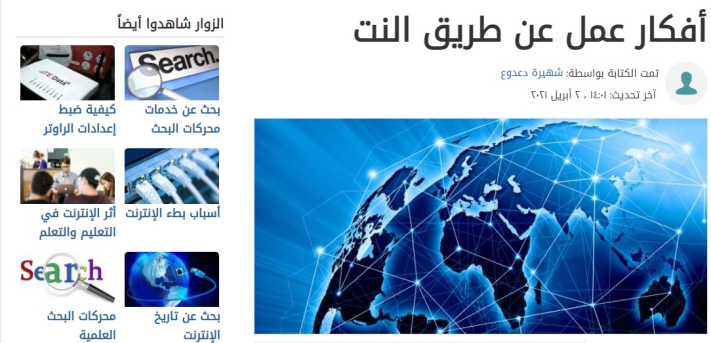 أفكار عمل عن طريق النت
تمت الكتابة بواسطة: شهيرة دعدوع
آخر تحديث: ١٤:٠١ ، ٢ أبريل ٢٠٢١
الزوار شاهدوا أيضاً
Search.
بحث عن خدمات
محركات البحث
LTE Data
كيفية ضبط
إعدادات الراوتر
أسباب بطء الإنترنت
أثر الإنترنت في
التعليم والتعلم
بحث عن تاريخ
الإنترنت
Search
محركات البحث
العلمية